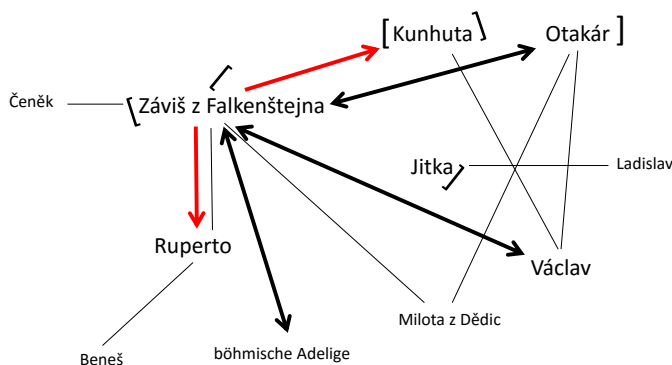 Kunhuta
Otakár
Čeněk
Záviš z Falkenštejna
Jitka
Ladislav
Ruperto
Václav
Milota z Dědic
Beneš
böhmische Adelige